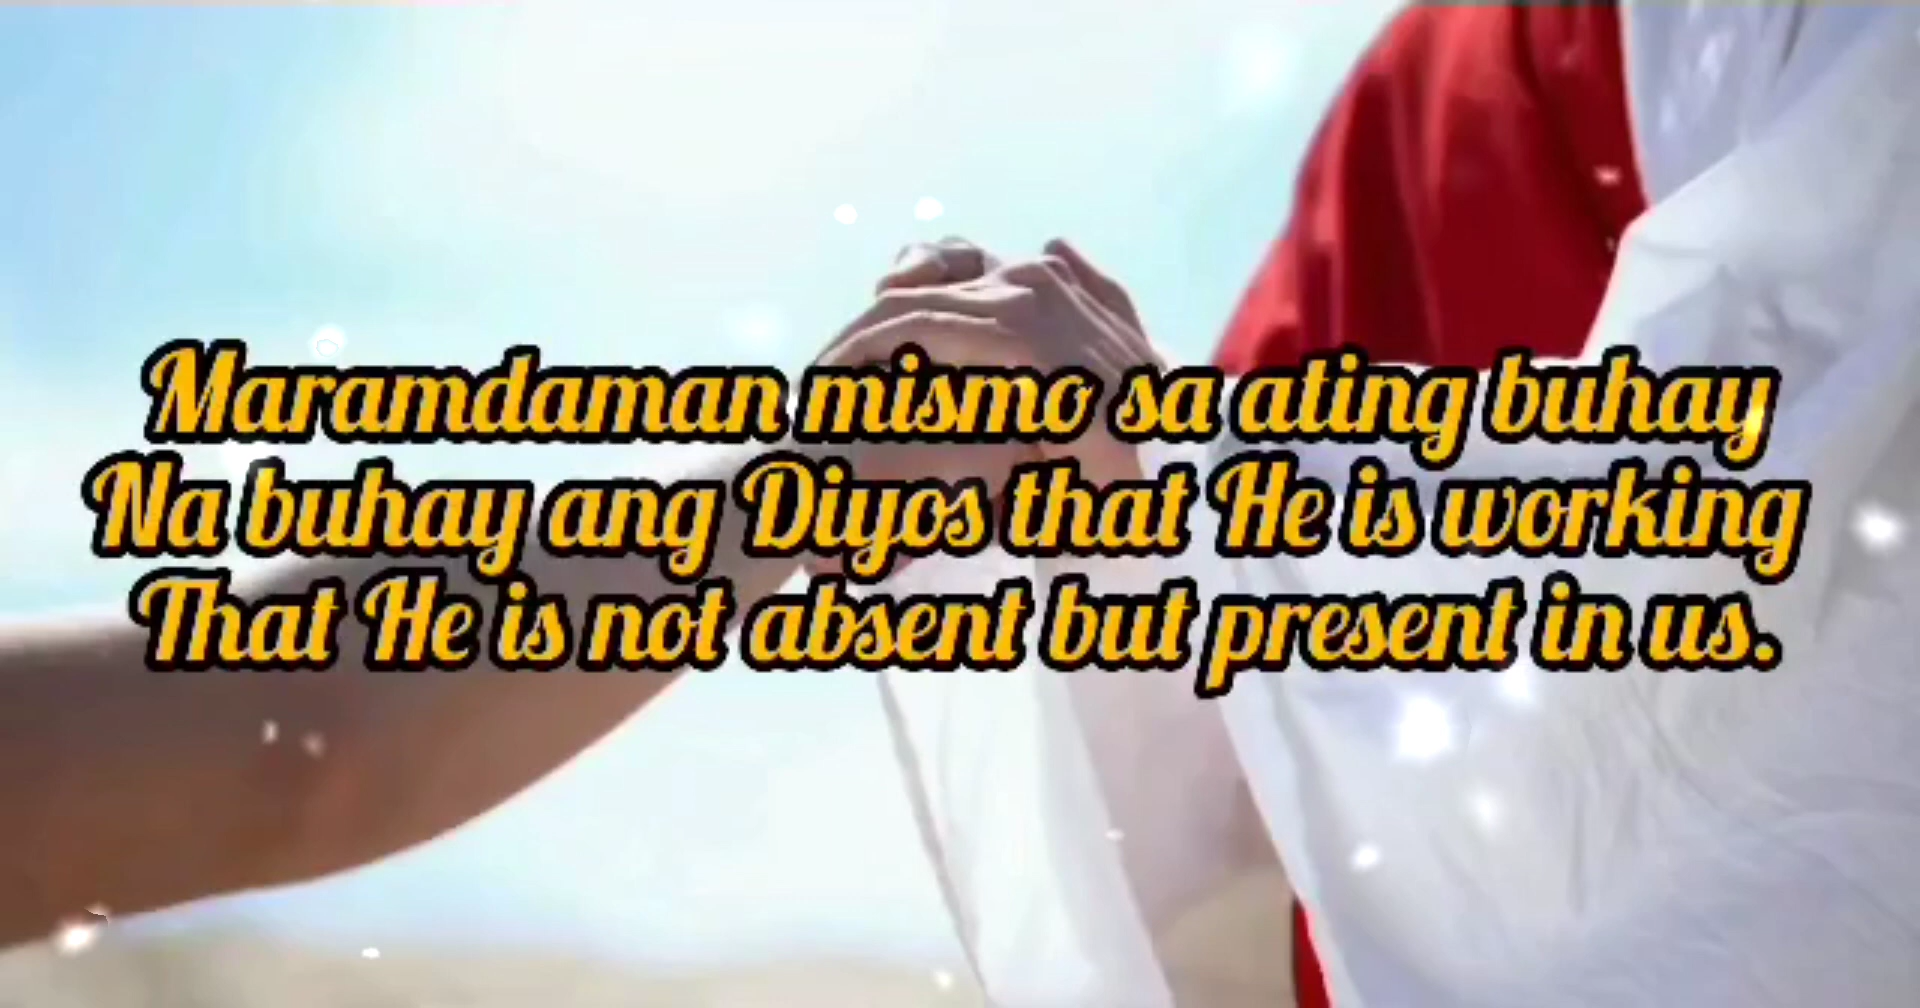 Maramdaman mismo sa ating buhay
Na buhay ang Diyos that He is working
That He is not absent but present in us.